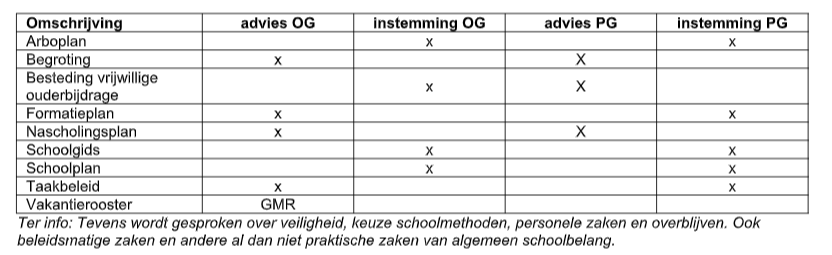 Omschrijving advies OG instemming OG advies PG instemming PG
Arboplan x x
Begroting x X
Besteding vrijwillige
ouderbijdrage x X
Formatieplan x x
Nascholingsplan x X
Schoolgids x x
Schoolplan x x
Taakbeleid x x
Vakantierooster GMR
Ter info: Tevens wordt gesproken over veiligheid, keuze schoolmethoden, personele zaken en overblijven. Ook
beleidsmatige zaken en andere al dan niet praktische zaken van algemeen schoolbelang.